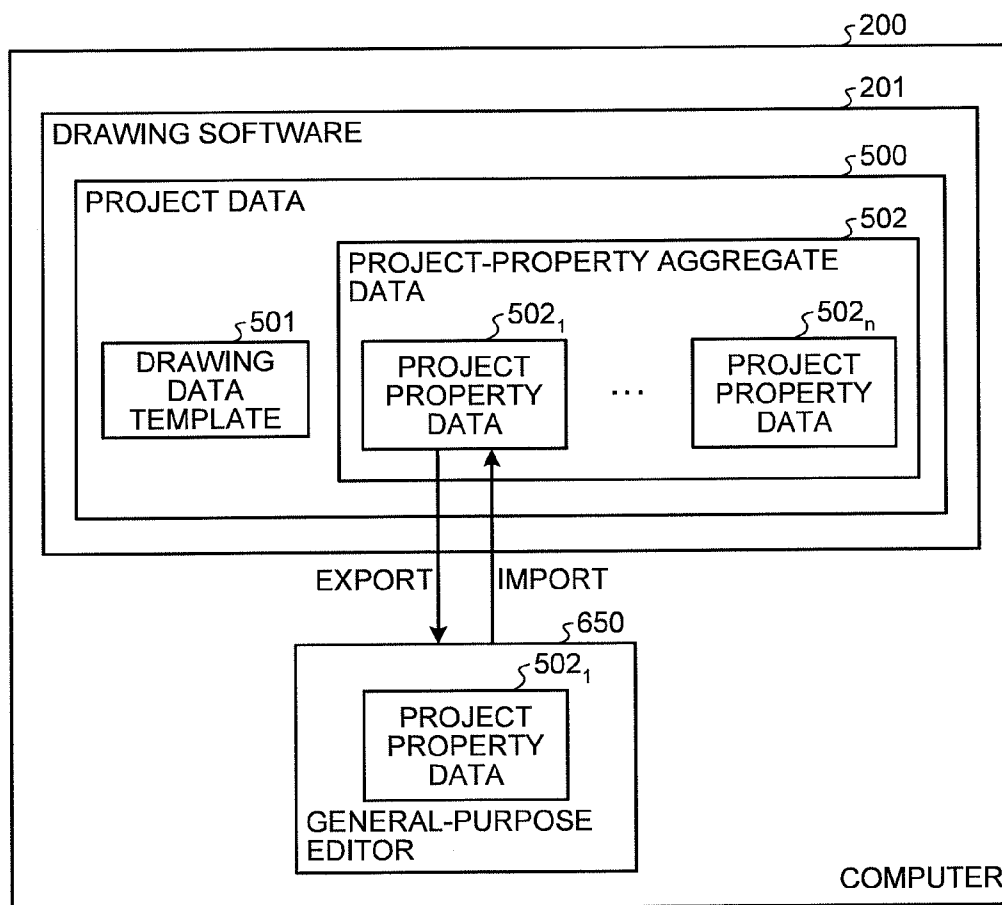 200
201
DRAWING SOFTWARE
500
PROJECT DATA
502
PROJECT-PROPERTY AGGREGATE
DATA
501
DRAWING
DATA
TEMPLATE
502₁
PROJECT
PROPERTY
DATA
...
502ₙ
PROJECT
PROPERTY
DATA
EXPORT
IMPORT
650
502₁
PROJECT
PROPERTY
DATA
GENERAL-PURPOSE
EDITOR
COMPUTER